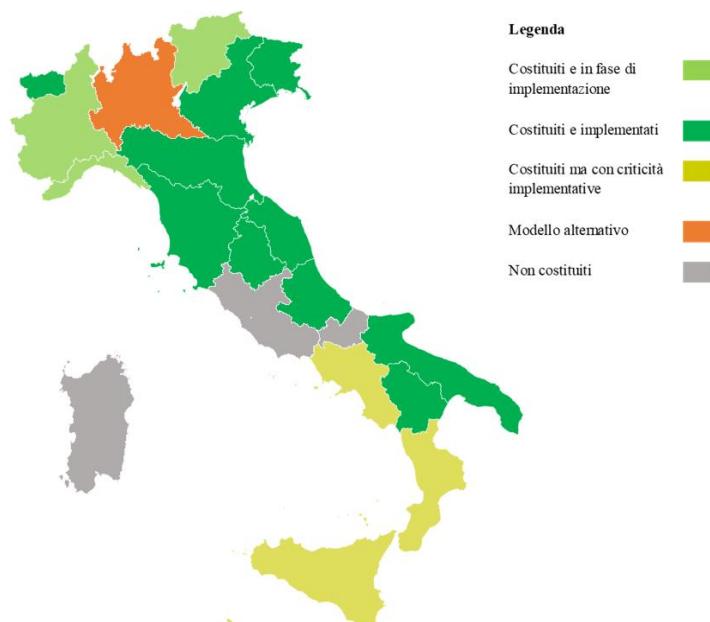 Legenda
Costituiti e in fase di
implementazione
Costituiti e implementati
Costituiti ma con criticità
implementative
Modello alternativo
Non costituiti